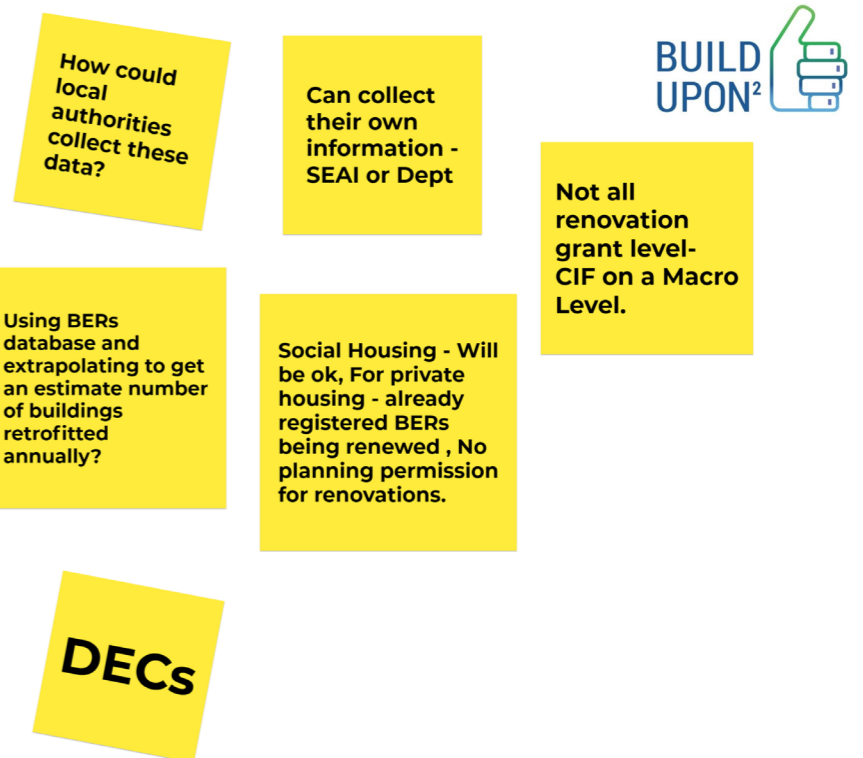 How could
local
authorities
collect these
data?
Can collect
their own
information -
SEAI or Dept
BUILD
UPON²
Not all
renovation
grant level-
CIF on a Macro
Level.
Using BERs
database and
extrapolating to get
an estimate number
of buildings
retrofitted
annually?
Social Housing - Will
be ok, For private
housing - already
registered BERs
being renewed , No
planning permission
for renovations.
DECs